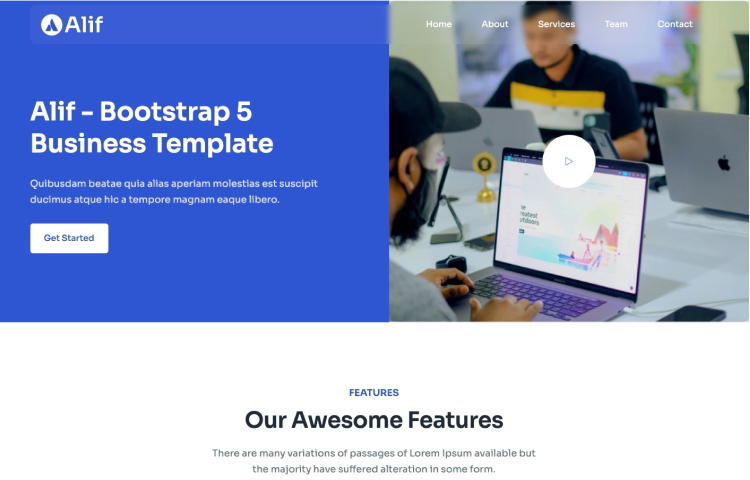 Alif
Home About Services Team Contact
Alif - Bootstrap 5
Business Template
Quibusdam beatae quia alias aperiam molestias est suscipit
ducimus atque hic a tempore magnam eaque libero.
Get Started
FEATURES
Our Awesome Features
There are many variations of passages of Lorem Ipsum available but
the majority have suffered alteration in some form.